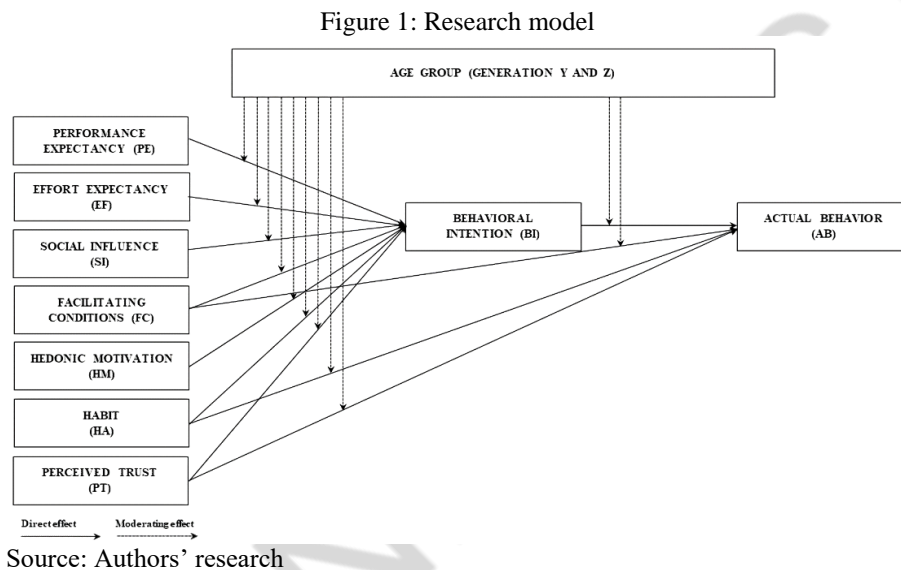 Figure 1: Research model
AGE GROUP (GENERATION Y AND Z)
PERFORMANCE
EXPECTANCY (PE)
EFFORT EXPECTANCY
(EF)
SOCIAL INFLUENCE
(SI)
FACILITATING
CONDITIONS (FC)
HEDONIC MOTIVATION
(HM)
HABIT
(HA)
PERCEIVED TRUST
(PT)
BEHAVIORAL
INTENTION (BI)
ACTUAL BEHAVIOR
(AB)
Direct effect
Moderating effect
Source: Authors’ research